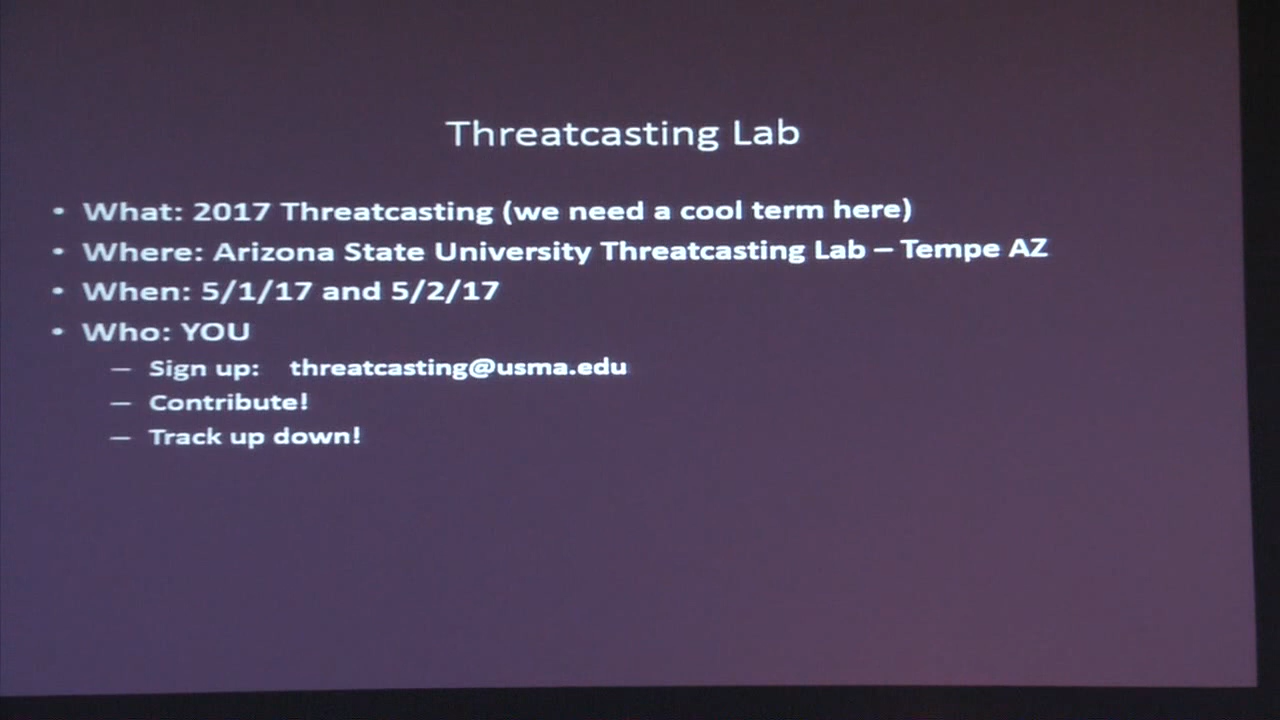 Threatcasting Lab
• What: 2017 Threatcasting (we need a cool term here)
• Where: Arizona State University Threatcasting Lab – Tempe AZ
• When: 5/1/17 and 5/2/17
• Who: YOU
– Sign up: threatcasting@usma.edu
– Contribute!
– Track up down!